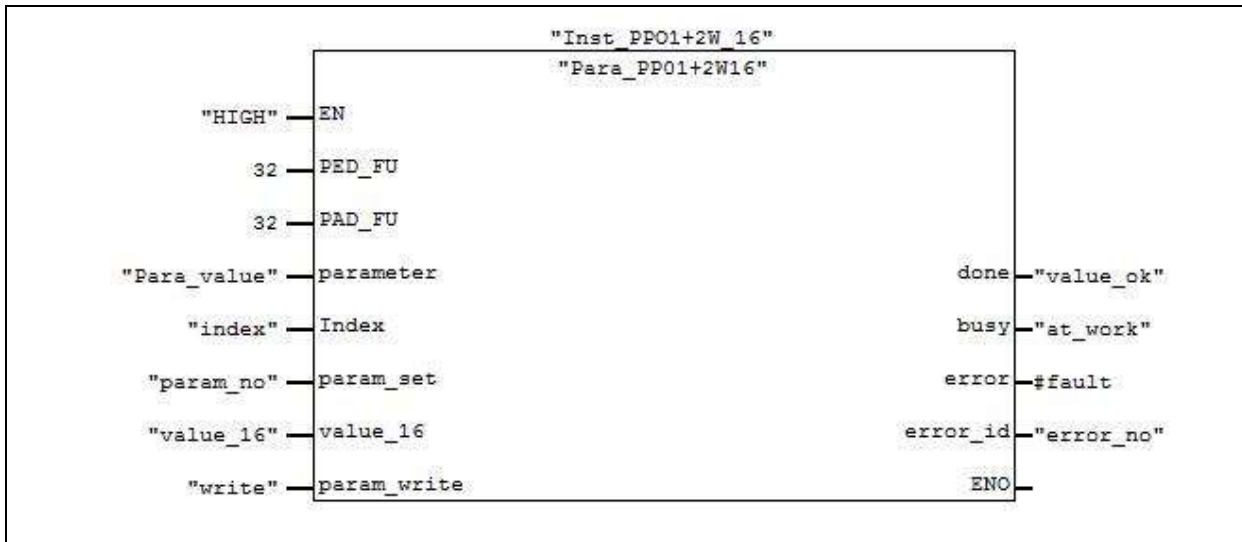 "Inst_PPO1+2W_16"
"Para_PPO1+2W16"
"HIGH" EN
32 PED_FU
32 PAD_FU
"Para_value" parameter done "value_ok"
"index" Index busy "at_work"
"param_no" param_set error #fault
"value_16" value_16 error_id "error_no"
"write" param_write ENO